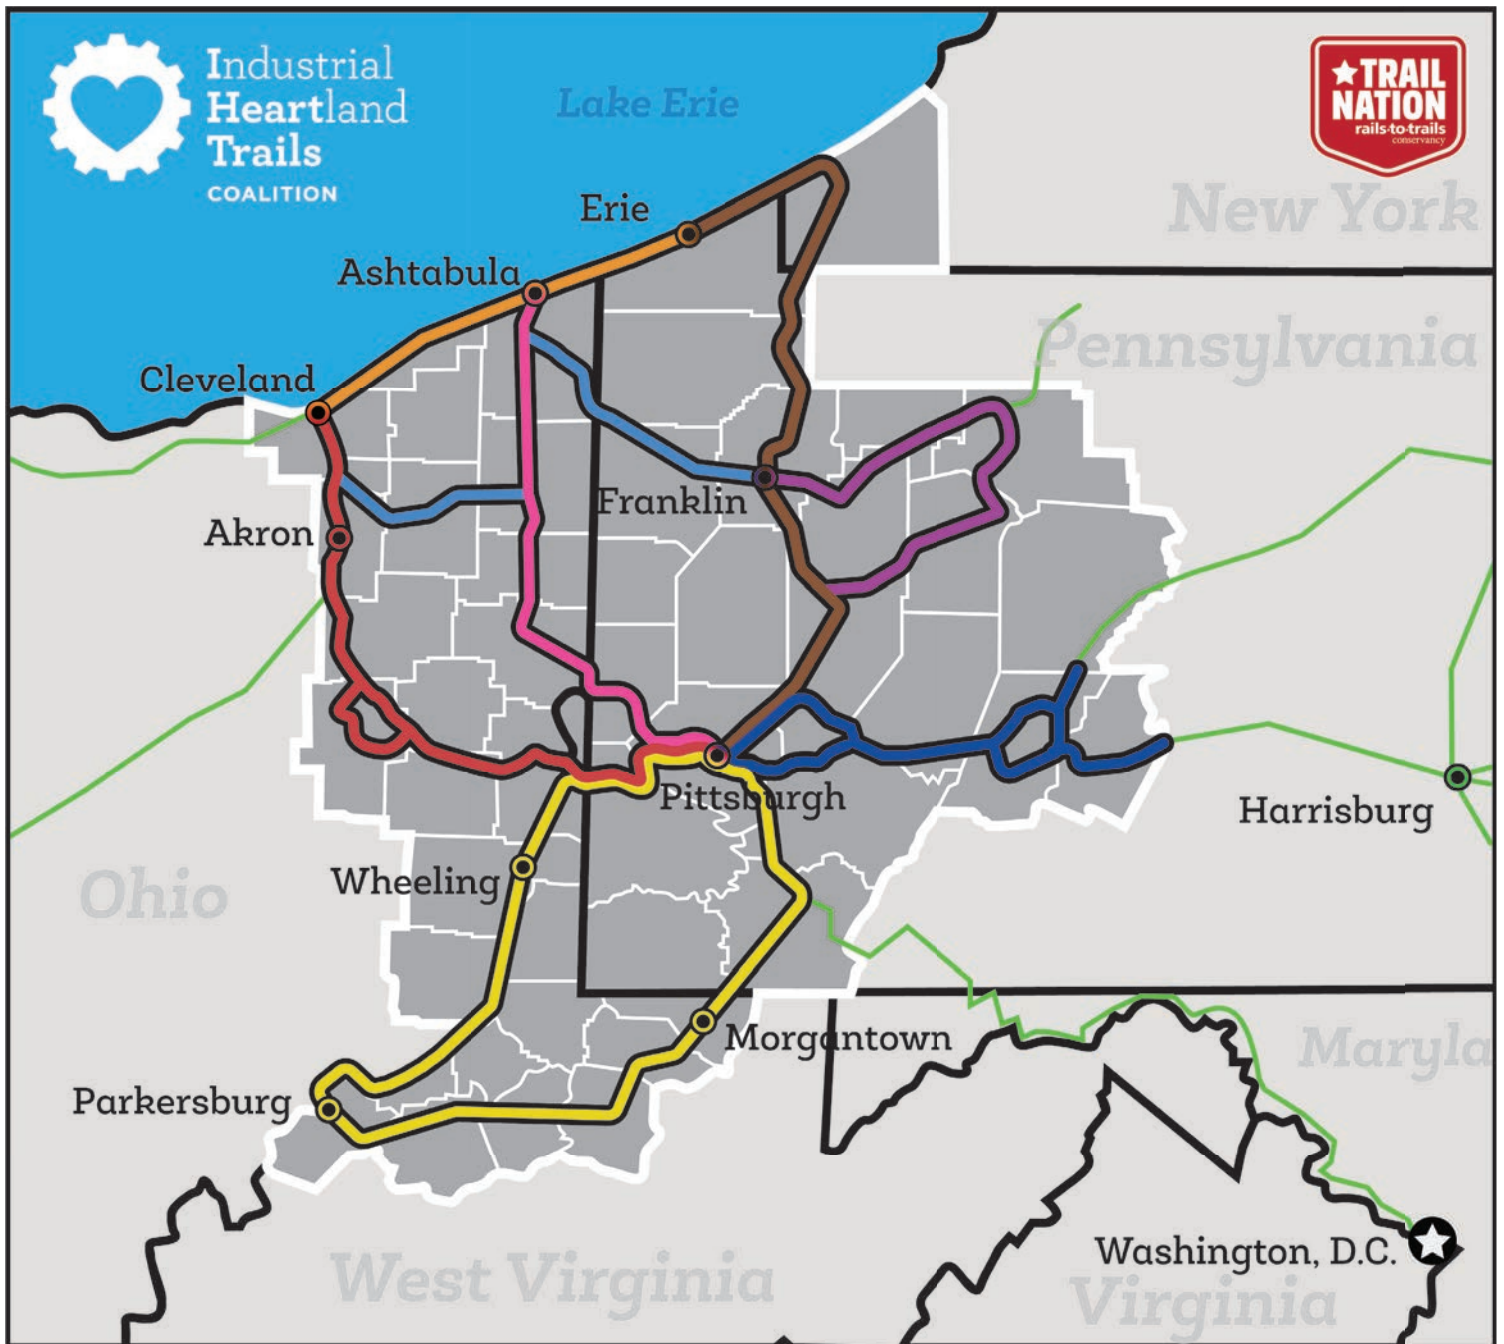 Industrial
Heartland
Trails
COALITION
Lake Erie
TRAIL
NATION
rails-to-trails
conservancy
New York
Erie
Ashtabula
Pennsylvania
Cleveland
Franklin
Akron
Pittsburgh
Harrisburg
Ohio
Wheeling
Morgantown
Maryla
Parkersburg
Washington, D.C.
West Virginia
Virginia